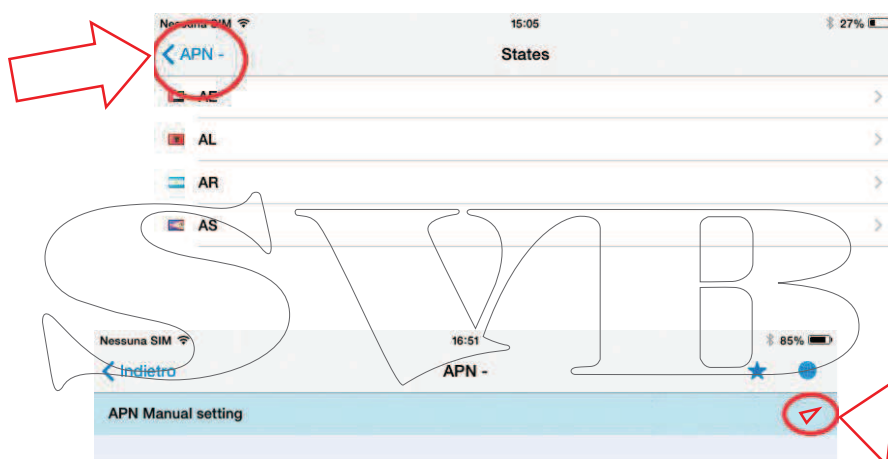 Nessuna SIM 15:05 27%
APN - States
AE
AL
AR
AS
SVB
Nessuna SIM 16:51 85%
Indietro APN -
APN Manual setting